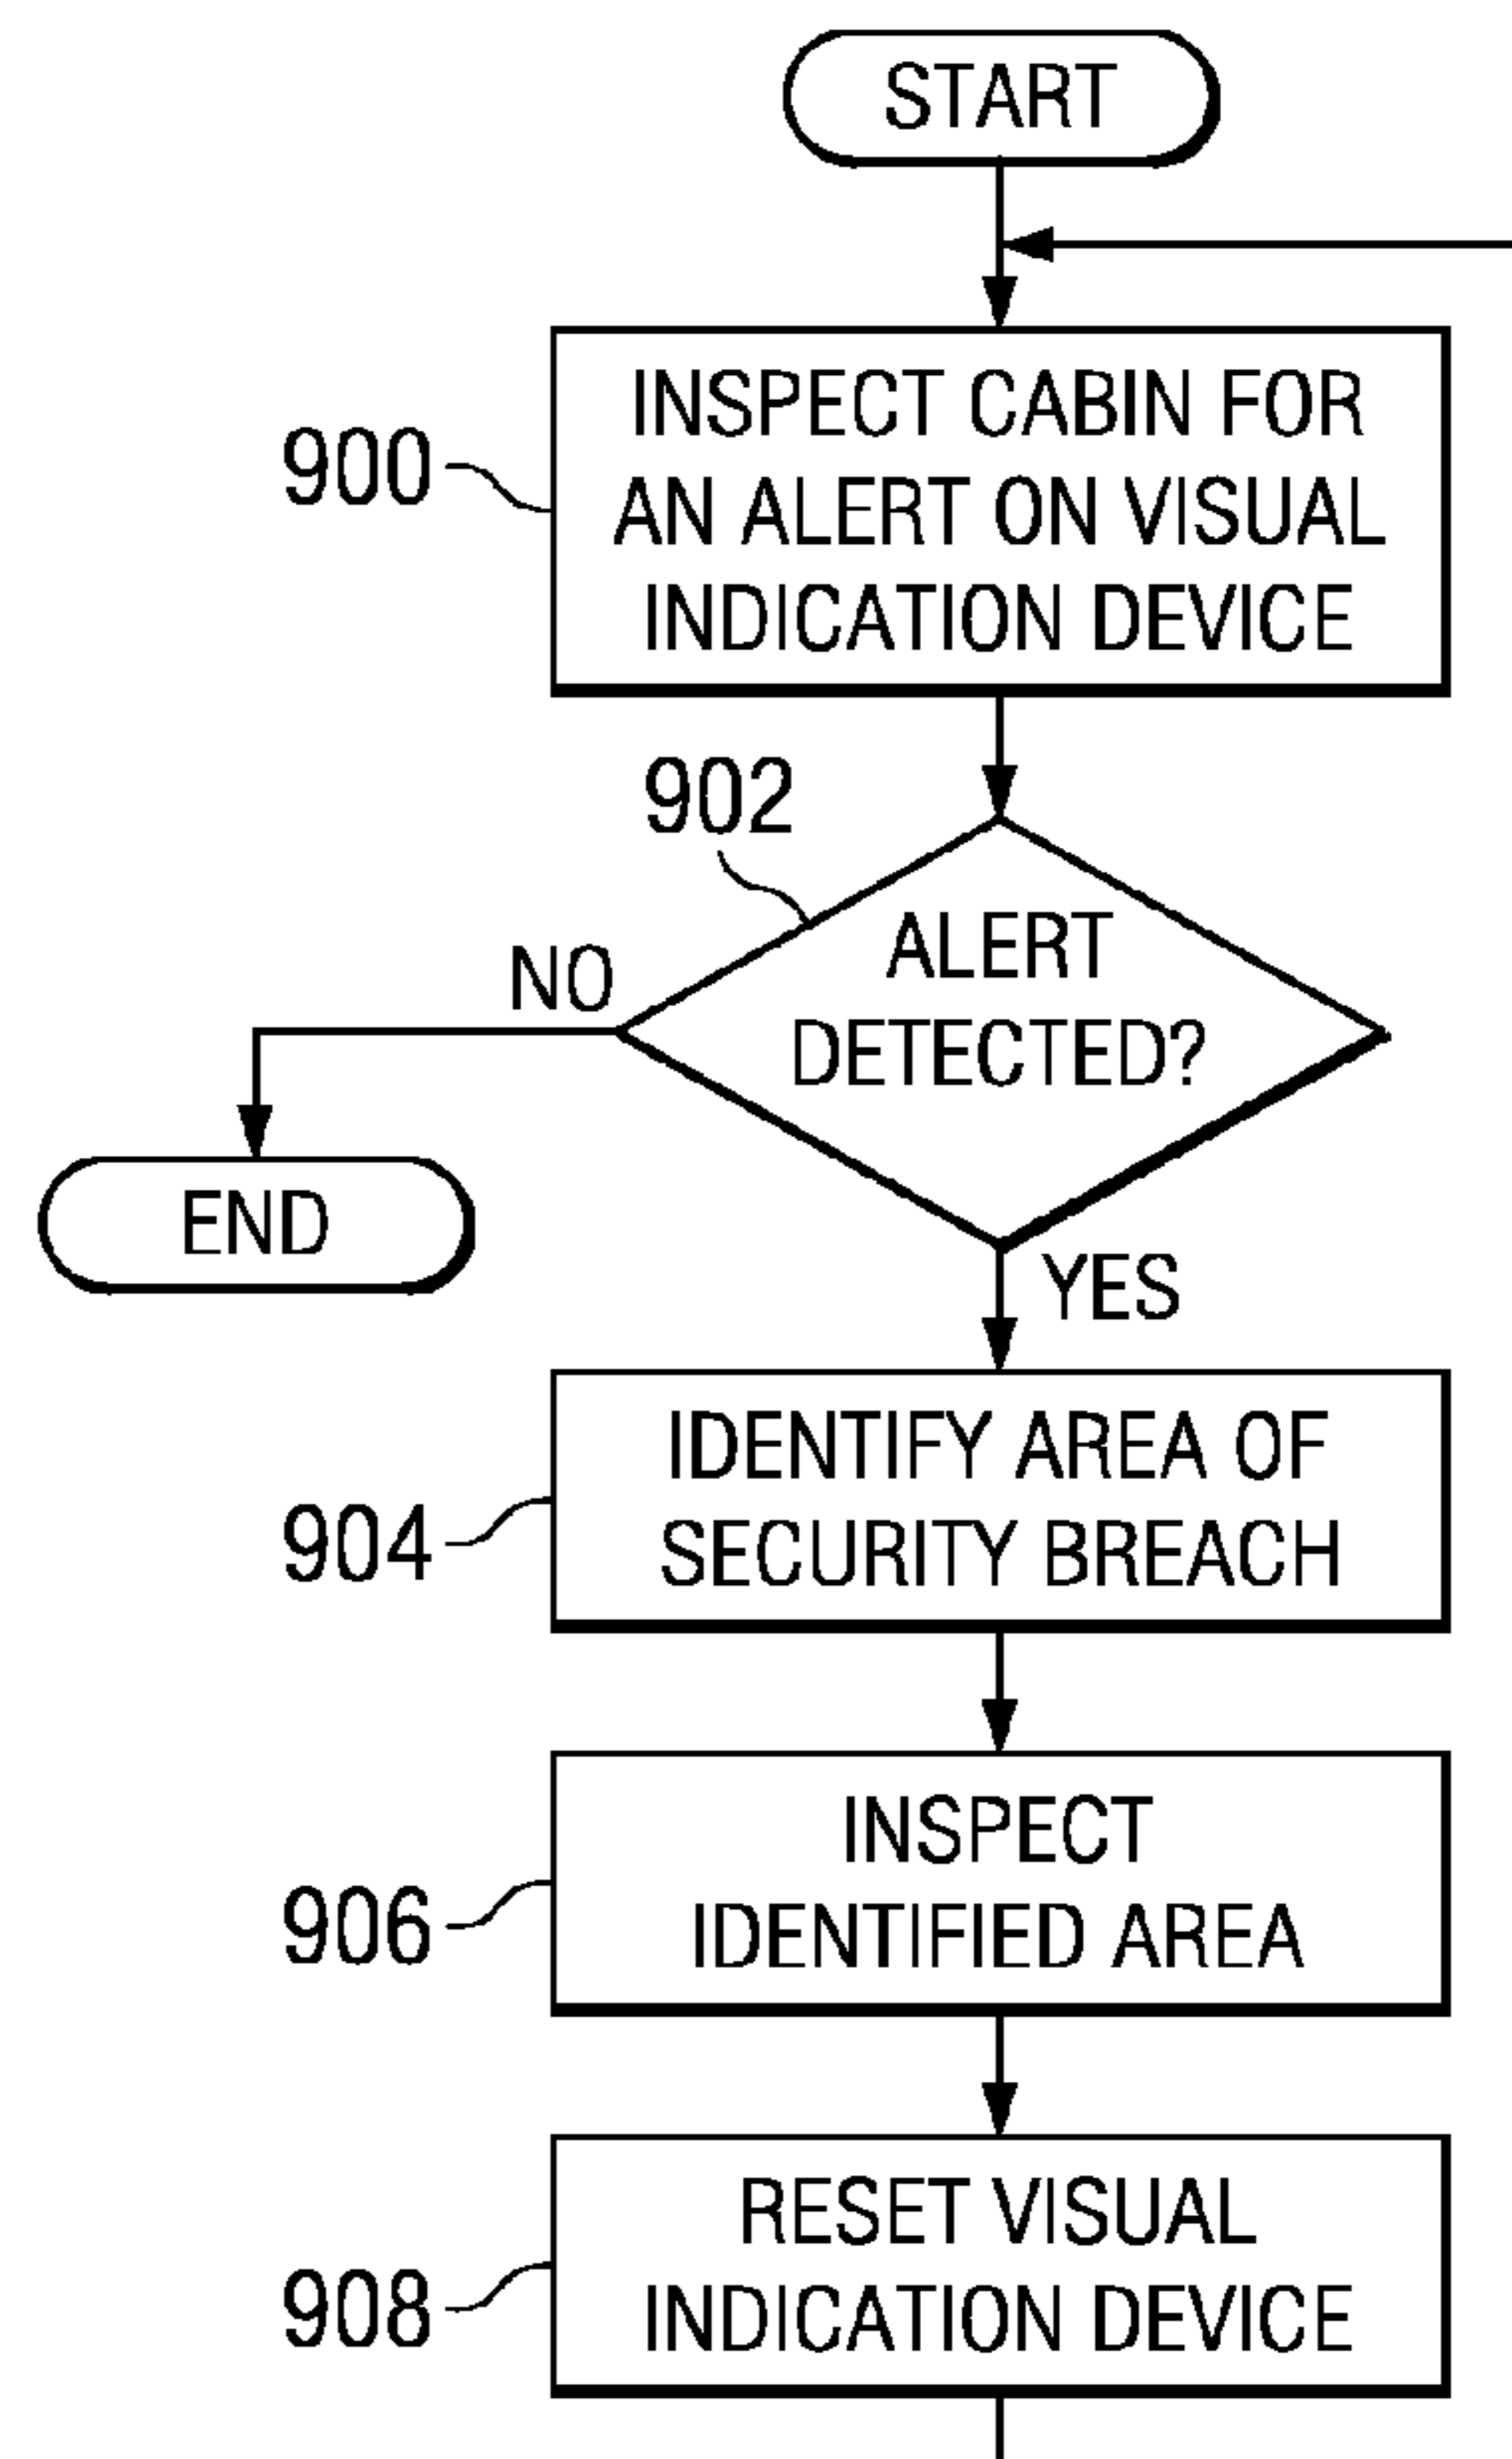 START
900
INSPECT CABIN FOR
AN ALERT ON VISUAL
INDICATION DEVICE
902
ALERT
DETECTED?
NO
END
YES
904
IDENTIFY AREA OF
SECURITY BREACH
906
INSPECT
IDENTIFIED AREA
908
RESET VISUAL
INDICATION DEVICE